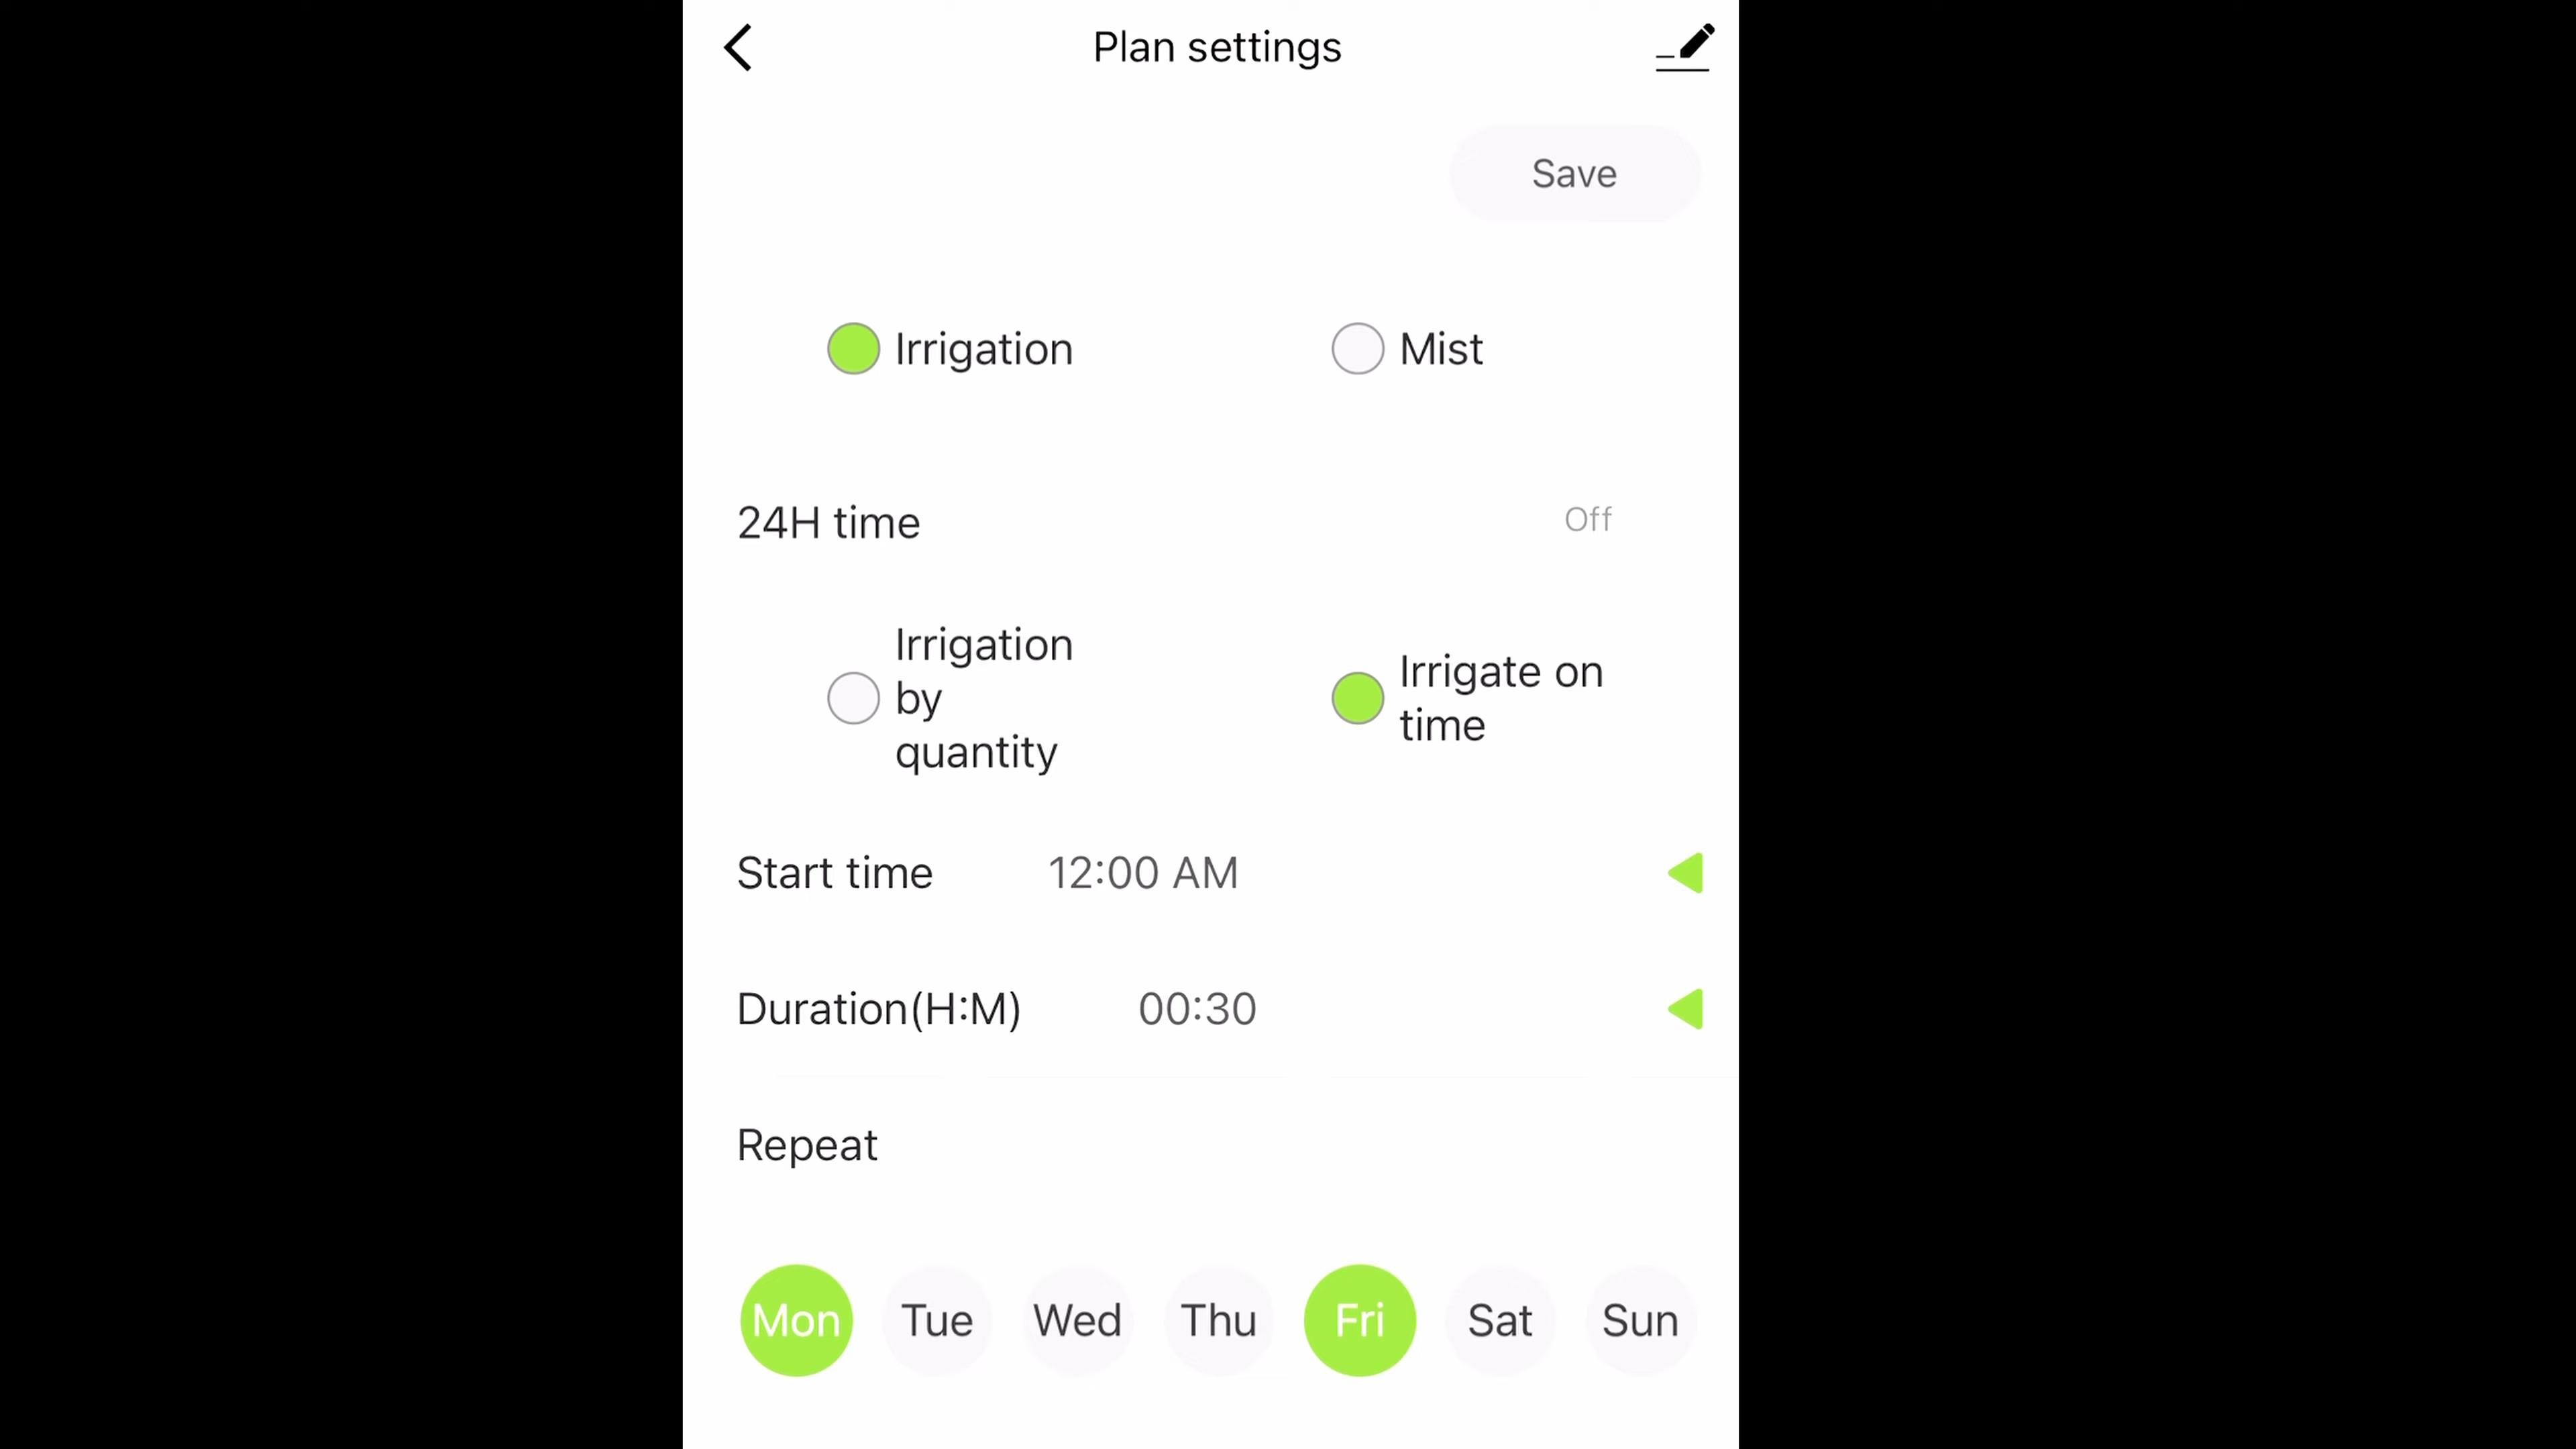 Plan settings
Save
Irrigation
Mist
24H time
Off
Irrigation
by
quantity
Irrigate on
time
Start time
12:00 AM
Duration(H:M)
00:30
Repeat
Mon
Tue
Wed
Thu
Fri
Sat
Sun